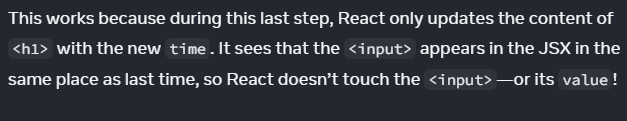 This works because during this last step, React only updates the content of
<h1> with the new time. It sees that the <input> appears in the JSX in the
same place as last time, so React doesn’t touch the <input>—or its value!